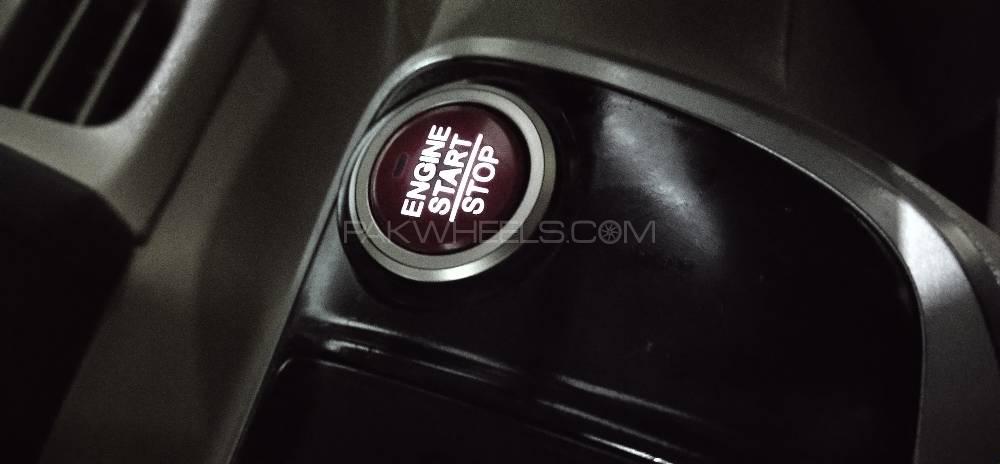 ENGINE
START
STOP
PAKWHEELS.COM